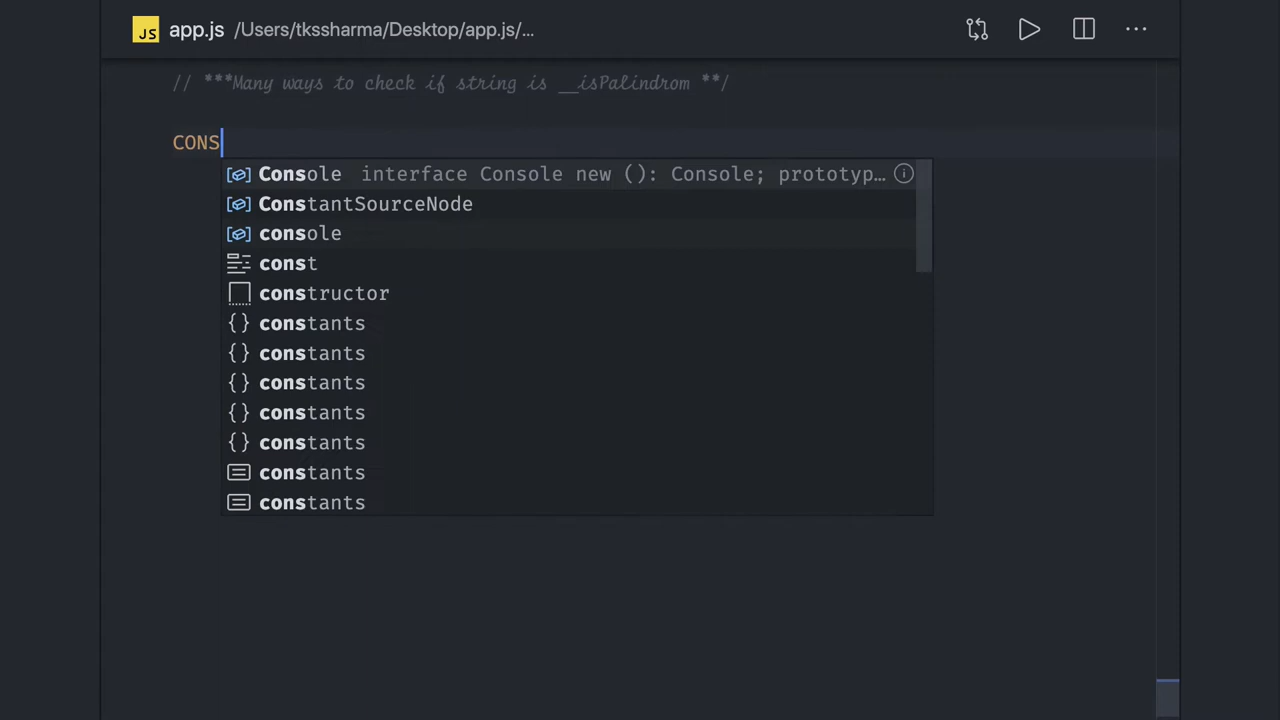 JS app.js /Users/tkssharma/Desktop/app.js/...
// ***Many ways to check if string is __isPalindrom **/
CONS
Console interface Console new (): Console; prototyp...
ConstantSourceNode
console
const
constructor
constants
constants
constants
constants
constants
constants
constants